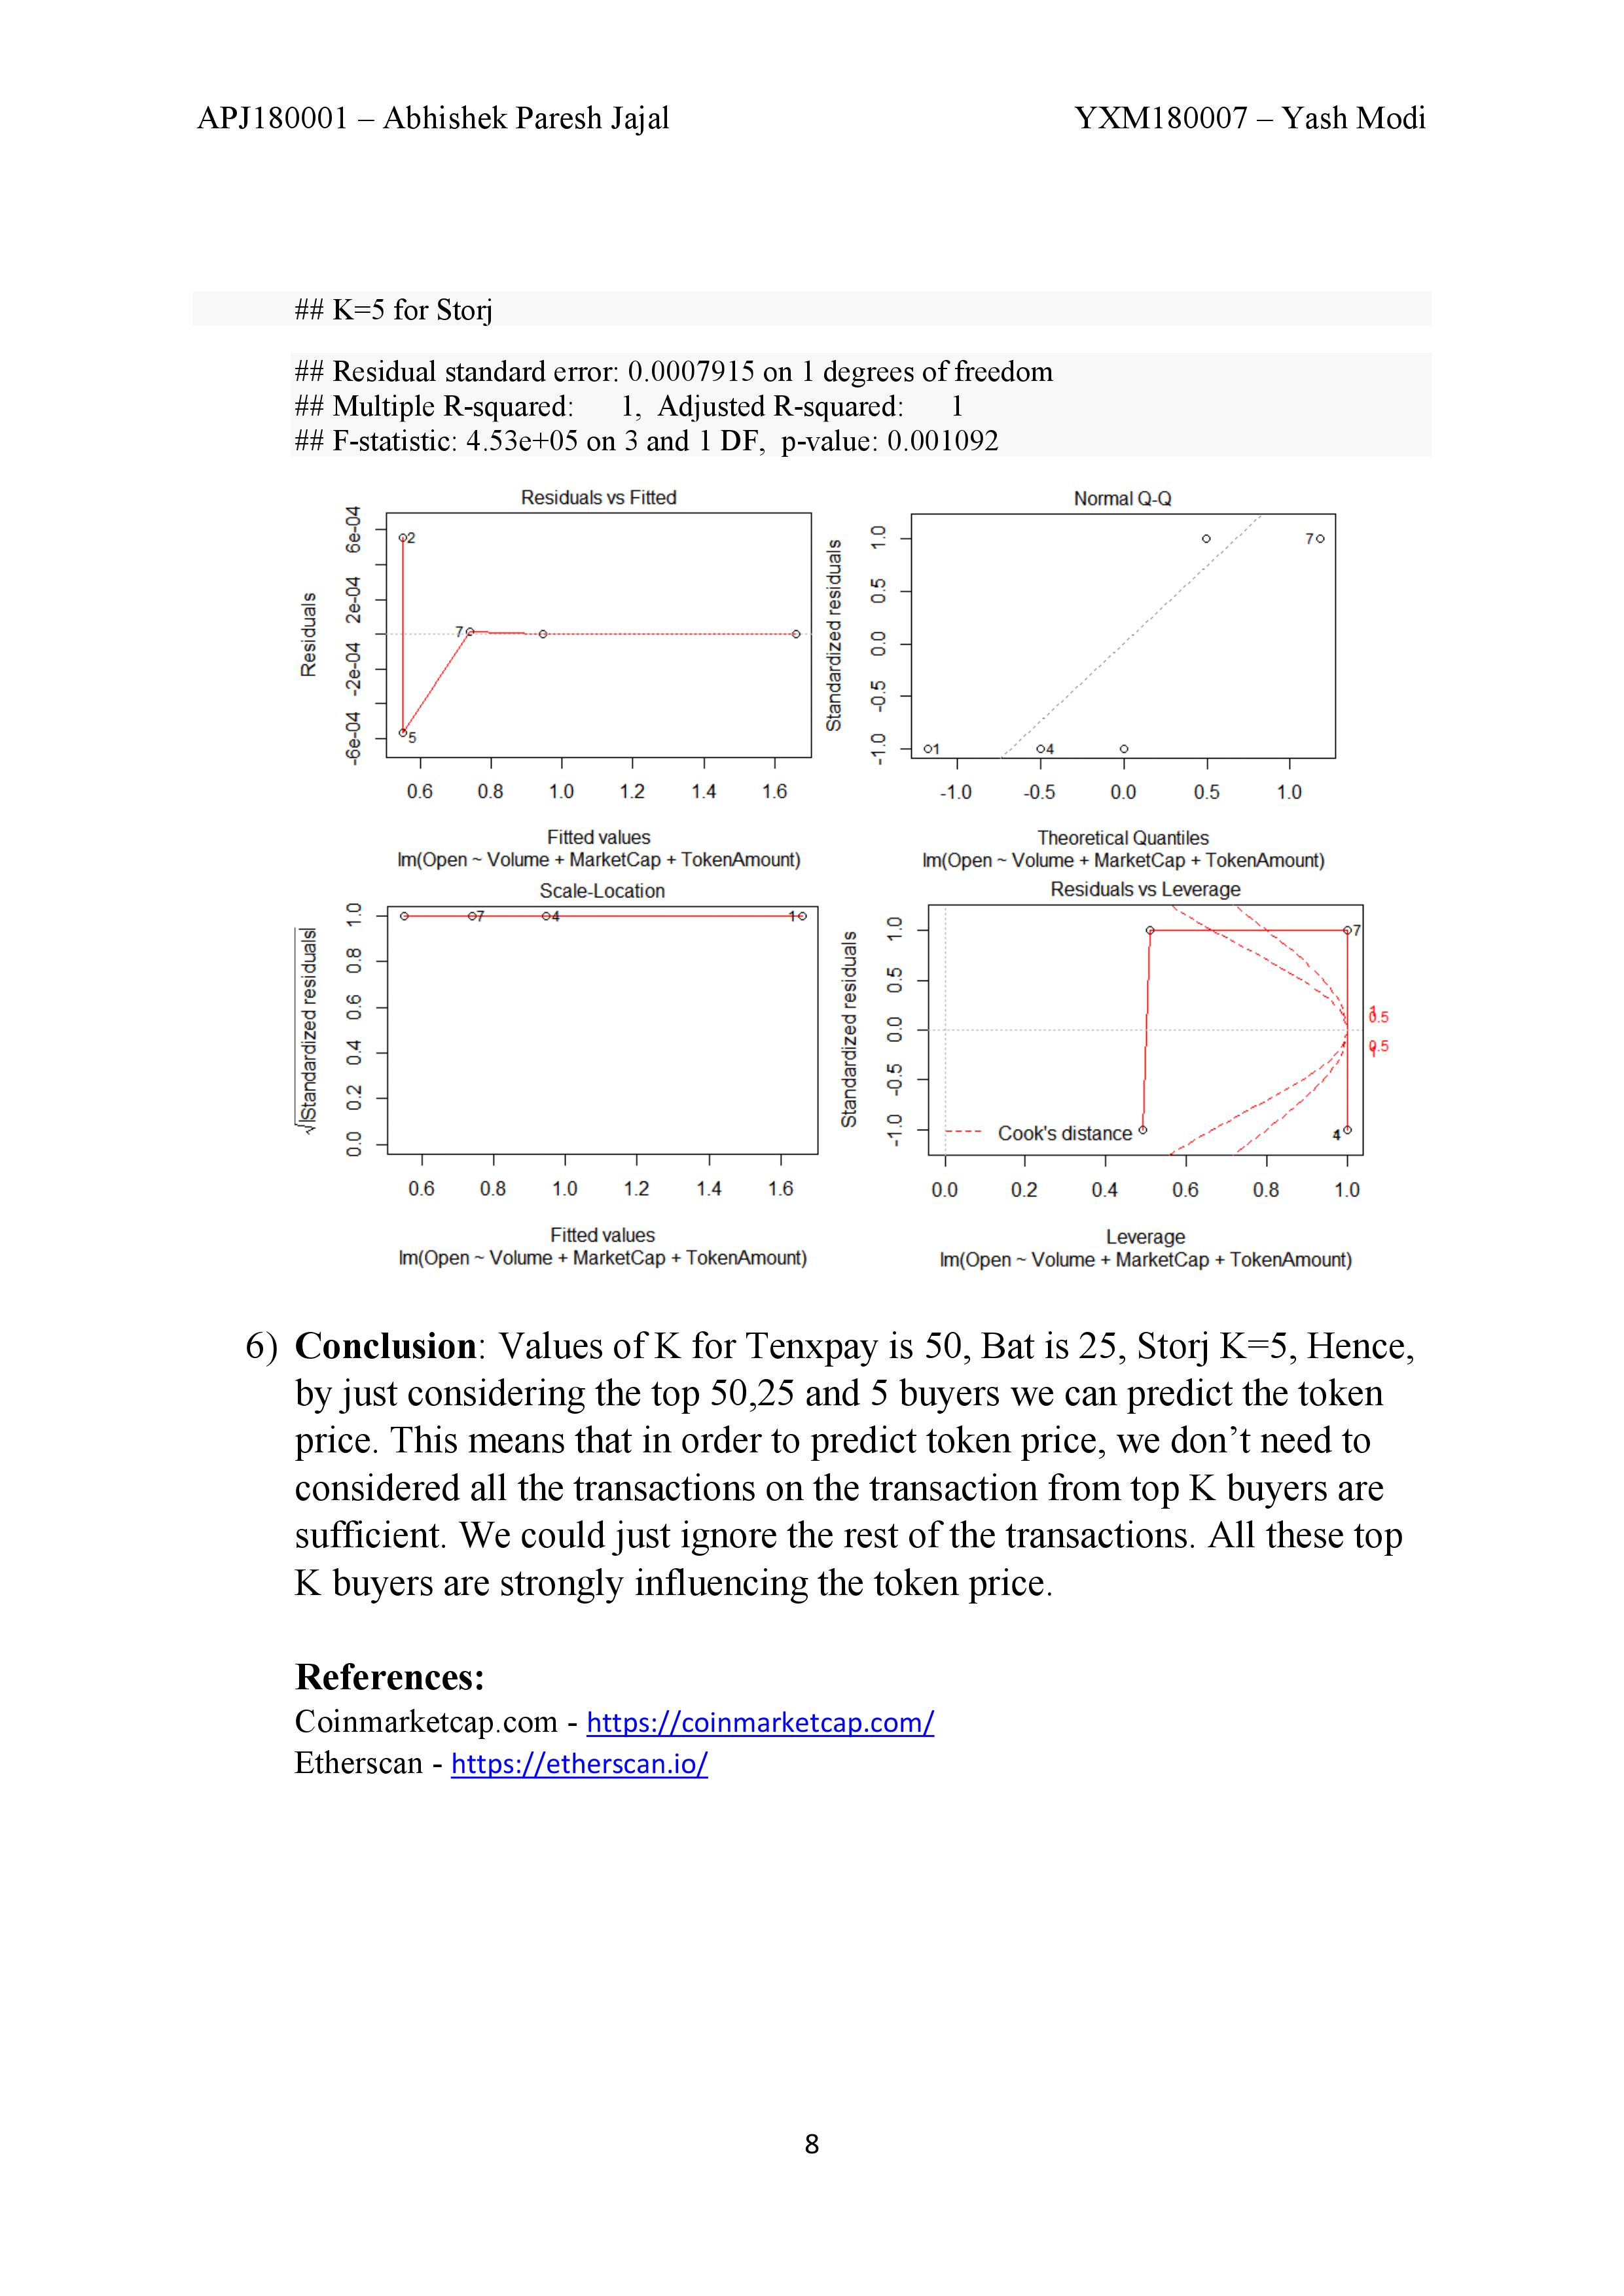 APJ180001 – Abhishek Paresh Jajal YXM180007 – Yash Modi
## K=5 for Storj
## Residual standard error: 0.0007915 on 1 degrees of freedom
## Multiple R-squared: 1, Adjusted R-squared: 1
## F-statistic: 4.53e+05 on 3 and 1 DF, p-value: 0.001092
Residuals vs Fitted
Residuals
6e-04
2e-04
-2e-04
-6e-04
2
7
5
0.6 0.8 1.0 1.2 1.4 1.6
Fitted values
lm(Open ~ Volume + MarketCap + TokenAmount)
Normal Q-Q
Standardized residuals
1.0
0.5
0.0
-0.5
-1.0
7
1
4
-1.0 -0.5 0.0 0.5 1.0
Theoretical Quantiles
lm(Open ~ Volume + MarketCap + TokenAmount)
Scale-Location
√|Standardized residuals|
1.0
0.8
0.6
0.4
0.2
0.0
7 4 1
0.6 0.8 1.0 1.2 1.4 1.6
Fitted values
lm(Open ~ Volume + MarketCap + TokenAmount)
Residuals vs Leverage
Standardized residuals
1.0
0.5
0.0
-0.5
-1.0
7
1
0.5
0.5
1
Cook's distance
4
0.0 0.2 0.4 0.6 0.8 1.0
Leverage
lm(Open ~ Volume + MarketCap + TokenAmount)
6) Conclusion: Values of K for Tenxpay is 50, Bat is 25, Storj K=5, Hence,
by just considering the top 50,25 and 5 buyers we can predict the token
price. This means that in order to predict token price, we don’t need to
considered all the transactions on the transaction from top K buyers are
sufficient. We could just ignore the rest of the transactions. All these top
K buyers are strongly influencing the token price.
References:
Coinmarketcap.com - https://coinmarketcap.com/
Etherscan - https://etherscan.io/
8